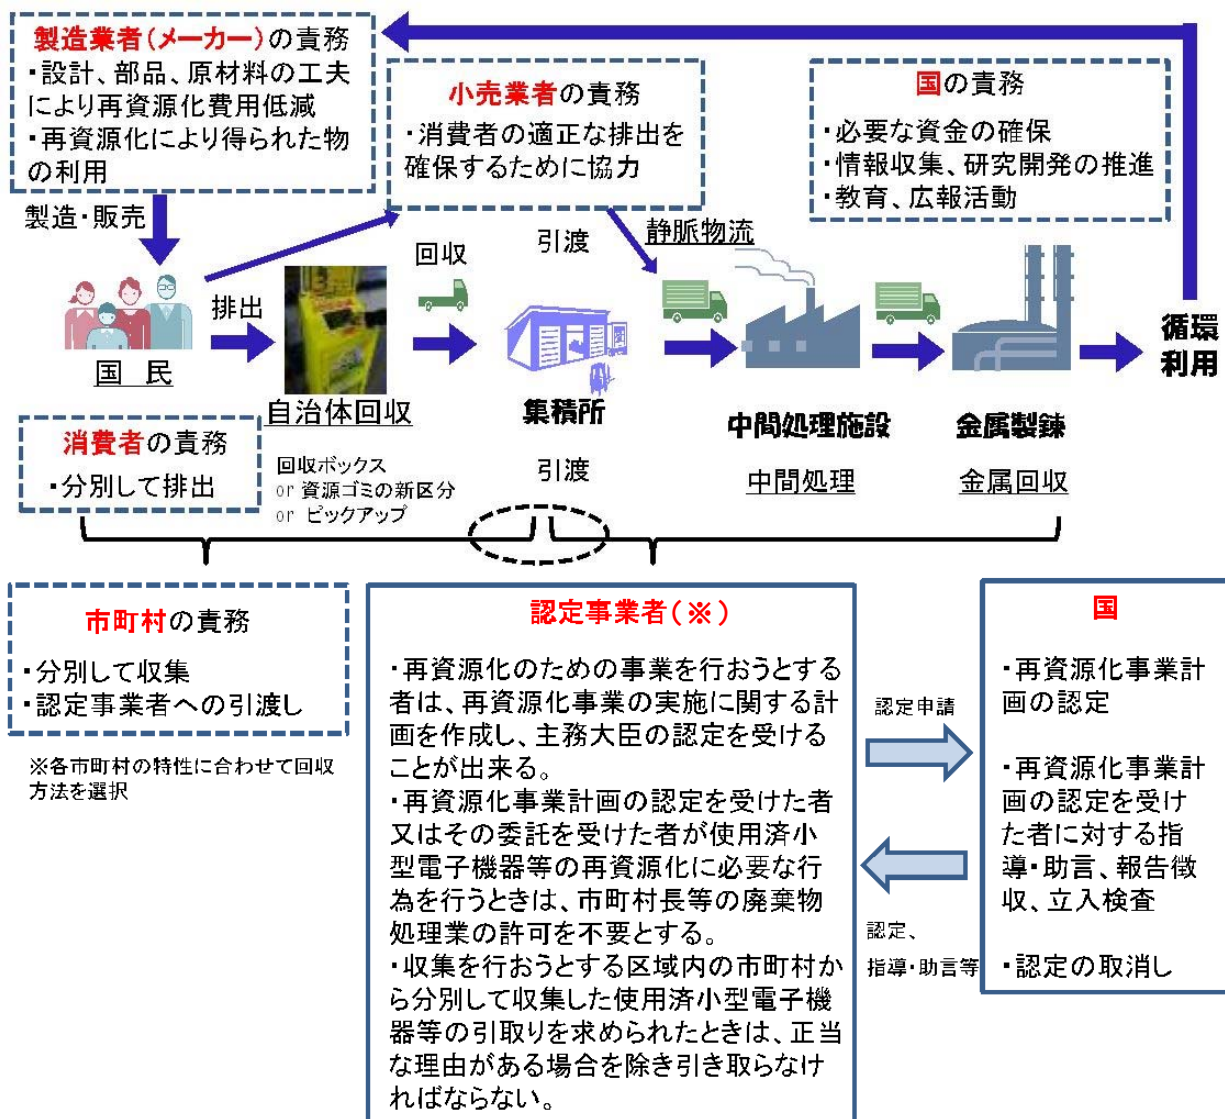 製造業者(メーカー)の責務
・設計、部品、原材料の工夫
により再資源化費用低減
・再資源化により得られた物
の利用
製造・販売
小売業者の責務
・消費者の適正な排出を
確保するために協力
国の責務
・必要な資金の確保
・情報収集、研究開発の推進
・教育、広報活動
国 民
排出
自治体回収
回収
引渡
集積所
引渡
静脈物流
中間処理施設
中間処理
金属製錬
金属回収
循環
利用
消費者の責務
・分別して排出
回収ボックス
or 資源ゴミの新区分
or ピックアップ
市町村の責務
・分別して収集
・認定事業者への引渡し
※各市町村の特性に合わせて回収
方法を選択
認定事業者(※)
・再資源化のための事業を行おうとする
者は、再資源化事業の実施に関する計
画を作成し、主務大臣の認定を受けるこ
とが出来る。
・再資源化事業計画の認定を受けた者
又はその委託を受けた者が使用済小
型電子機器等の再資源化に必要な行
為を行うときは、市町村長等の廃棄物
処理業の許可を不要とする。
・収集を行おうとする区域内の市町村か
ら分別して収集した使用済小型電子機
器等の引取りを求められたときは、正当
な理由がある場合を除き引き取らなけ
ればならない。
認定申請
認定、
指導・助言等
国
・再資源化事業計
画の認定
・再資源化事業計
画の認定を受け
た者に対する指
導・助言、報告徴
収、立入検査
・認定の取消し